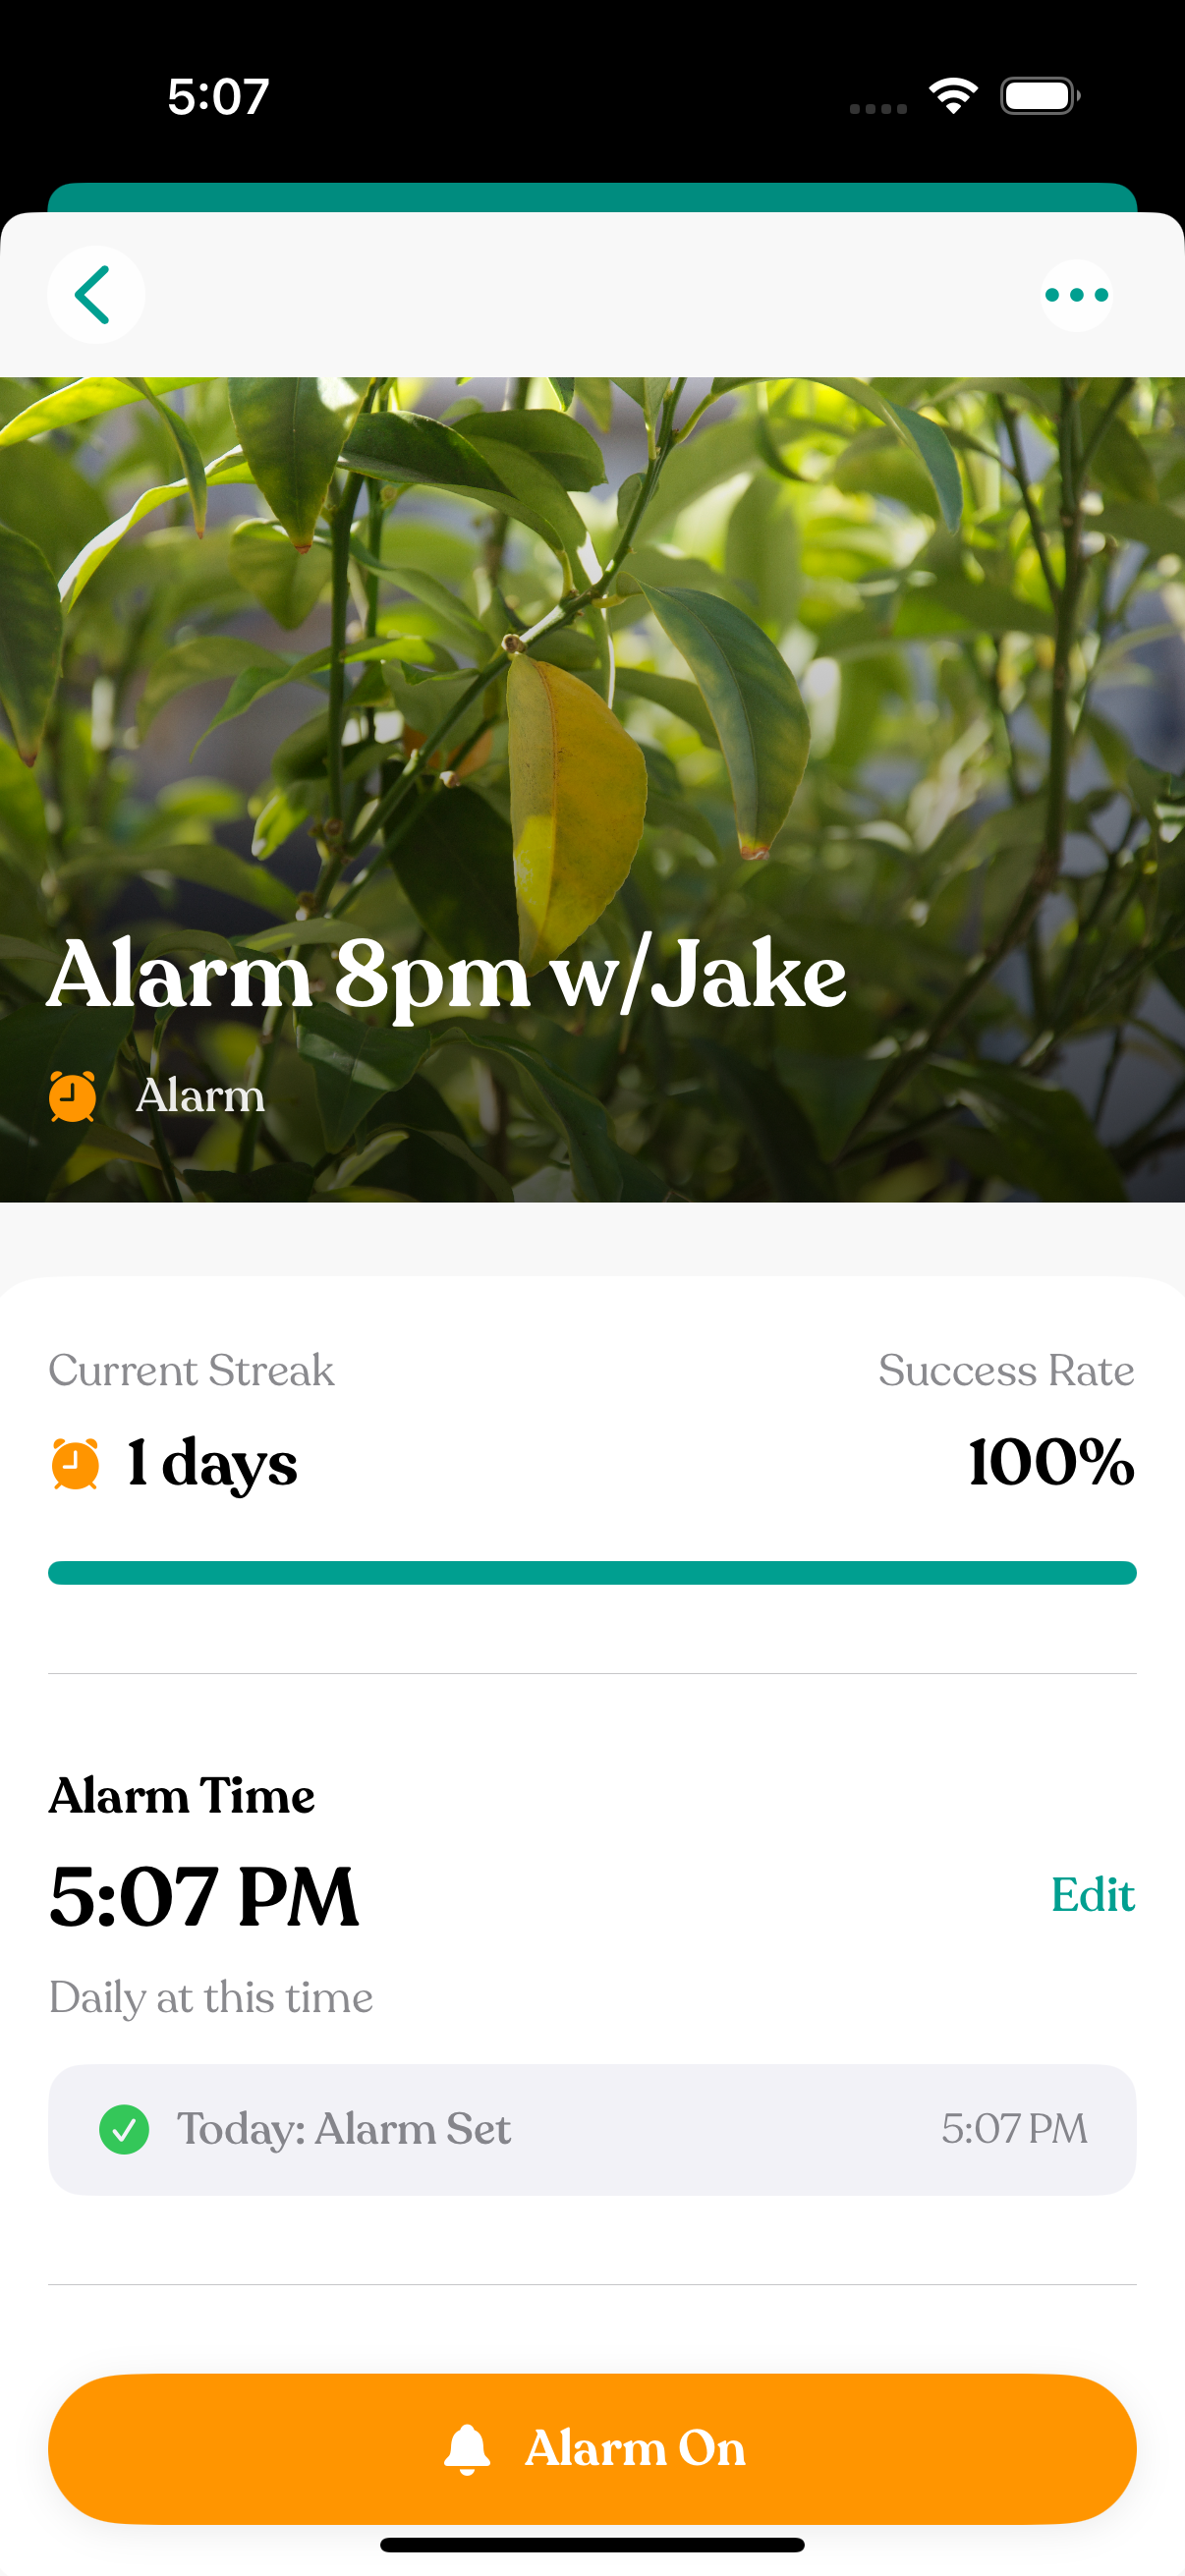 5:07
Alarm 8pm w/Jake
Alarm
Current Streak
Success Rate
1 days
100%
Alarm Time
5:07 PM
Edit
Daily at this time
Today: Alarm Set
5:07 PM
Alarm On